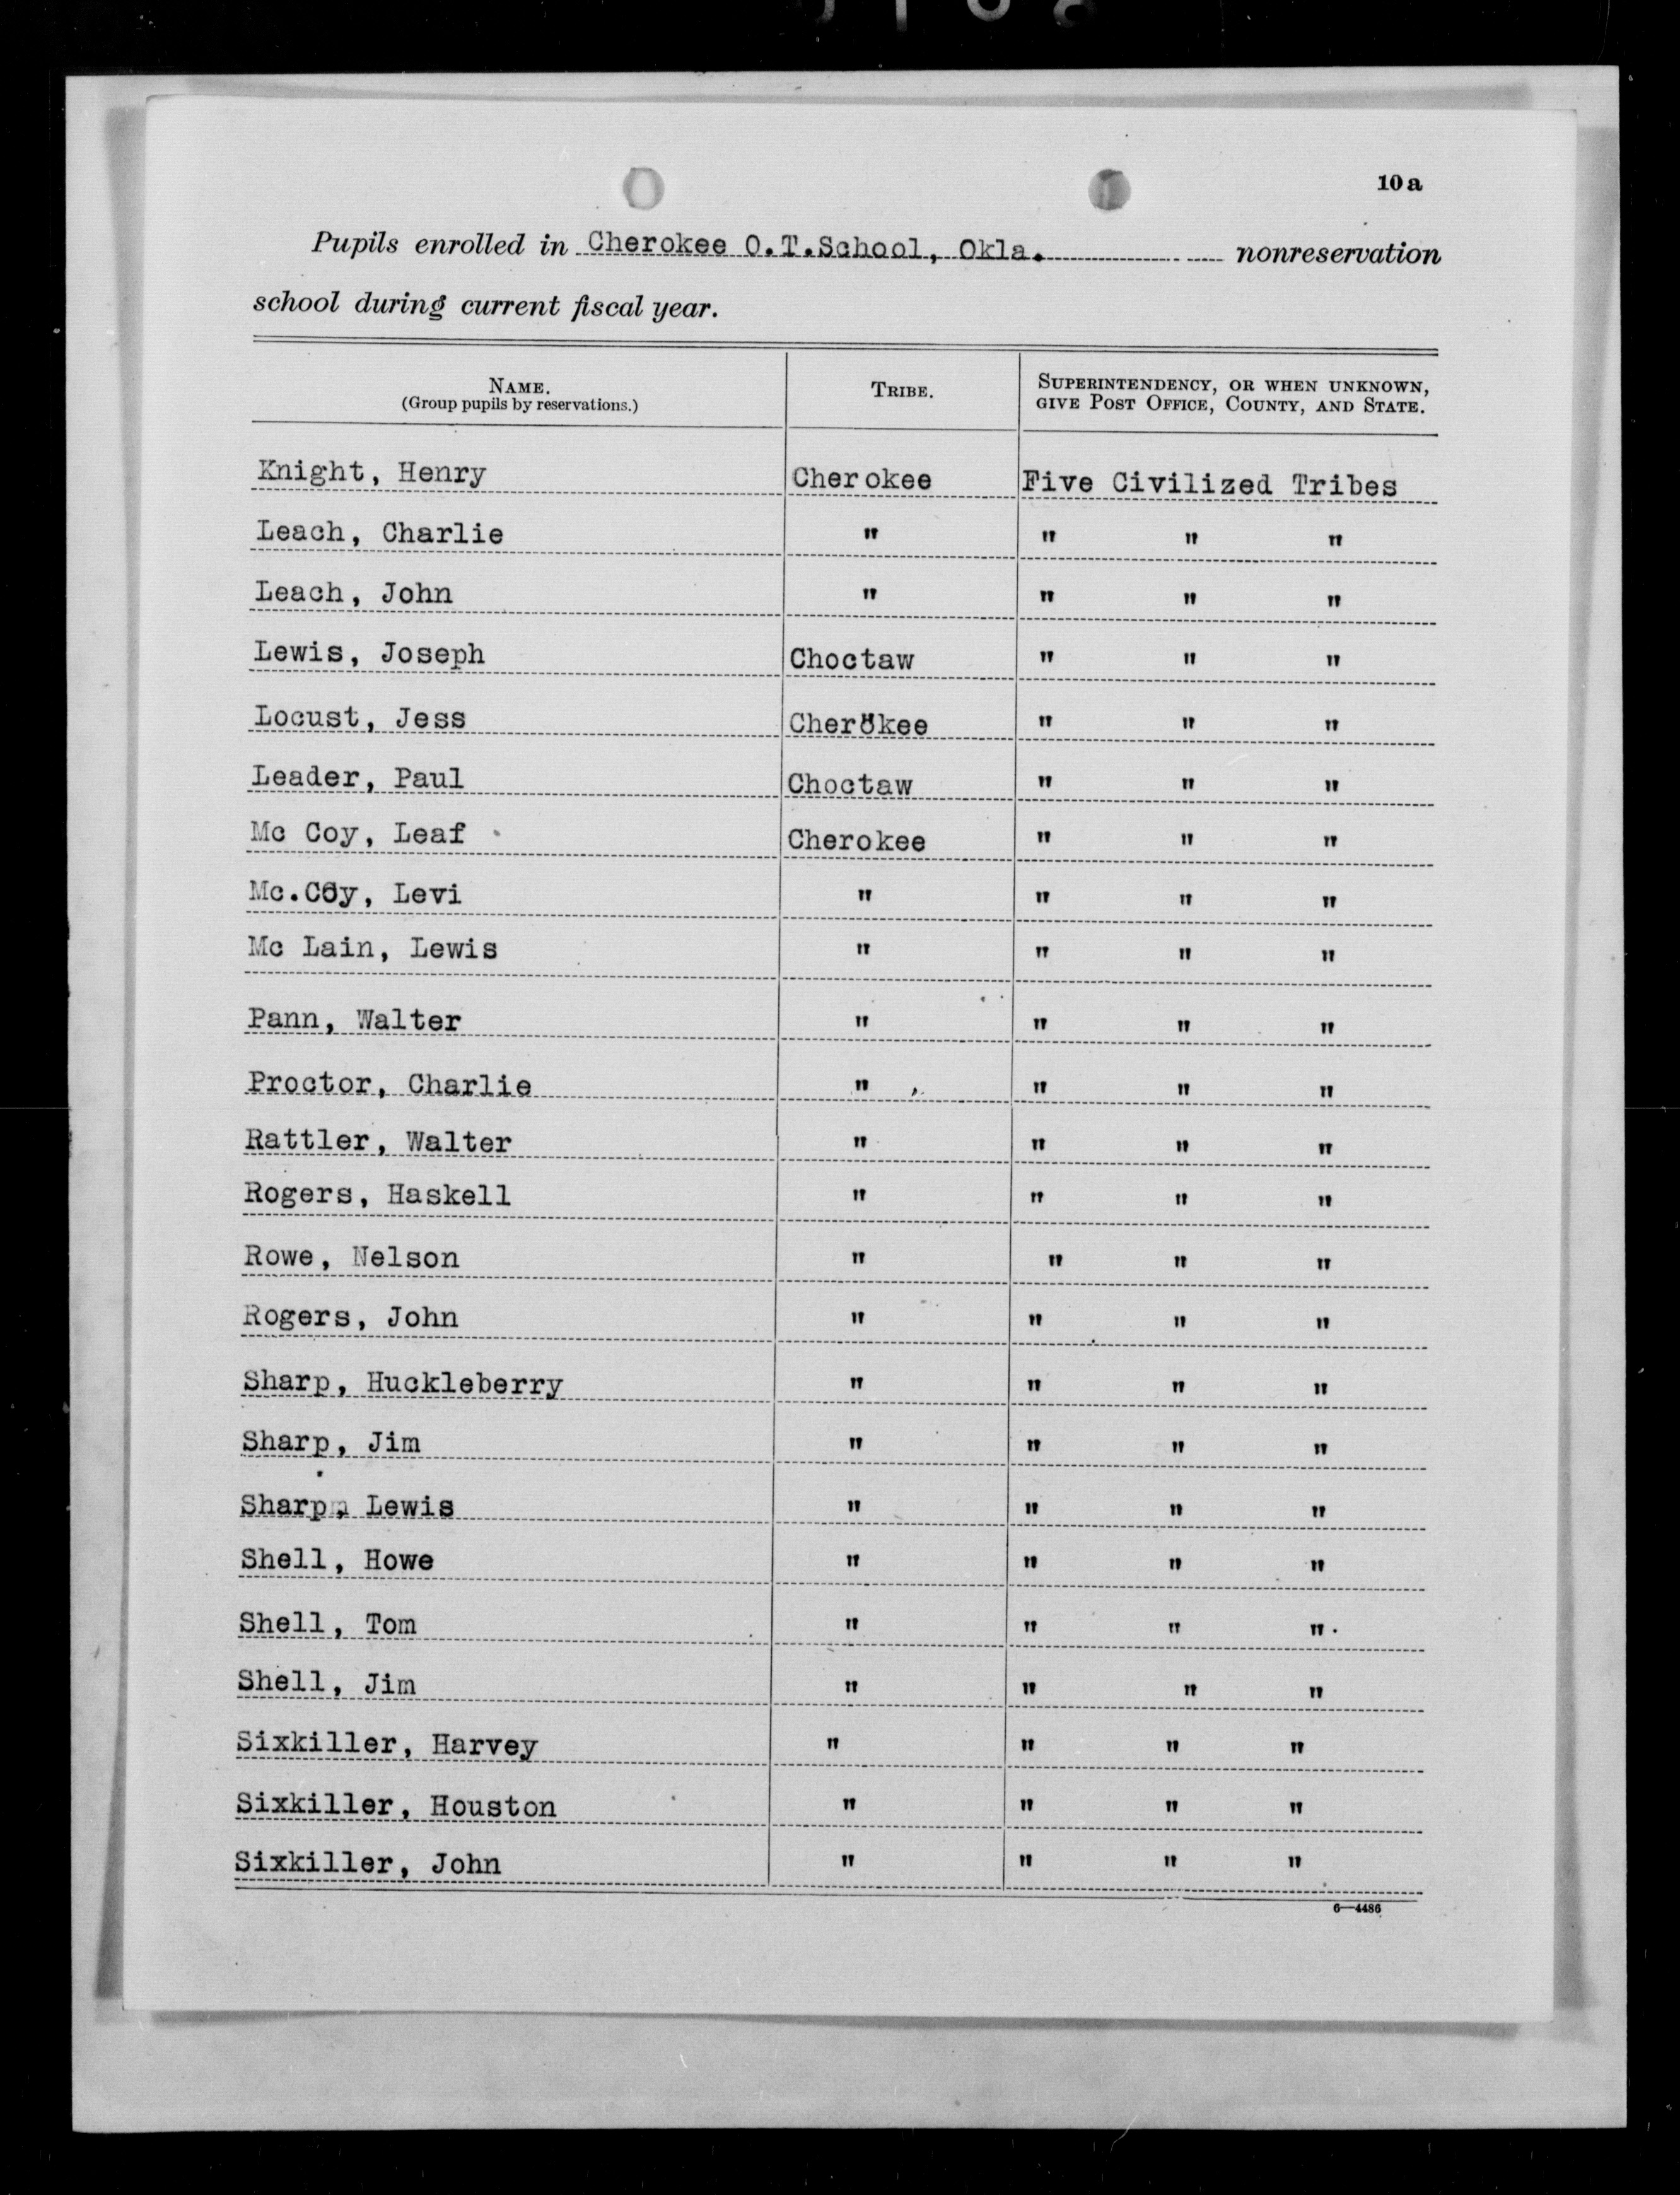 10a
Pupils enrolled in Cherokee O.T.School, Okla. nonreservation
school during current fiscal year.
NAME. TRIBE. SUPERINTENDENCY, OR WHEN UNKNOWN,
(Group pupils by reservations.) GIVE POST OFFICE, COUNTY, AND STATE.
Knight, Henry Cherokee Five Civilized Tribes
Leach, Charlie " " " "
Leach, John " " " "
Lewis, Joseph Choctaw " " "
Locust, Jess Cherokee " " "
Leader, Paul Choctaw " " "
Mc Coy, Leaf Cherokee " " "
Mc.Coy, Levi " " " "
Mc Lain, Lewis " " " "
Pann, Walter " " " "
Proctor, Charlie " " " "
Rattler, Walter " " " "
Rogers, Haskell " " " "
Rowe, Nelson " " " "
Rogers, John " " " "
Sharp, Huckleberry " " " "
Sharp, Jim " " " "
Sharp, Lewis " " " "
Shell, Howe " " " "
Shell, Tom " " " "
Shell, Jim " " " "
Sixkiller, Harvey " " " "
Sixkiller, Houston " " " "
Sixkiller, John " " " "
6—4486